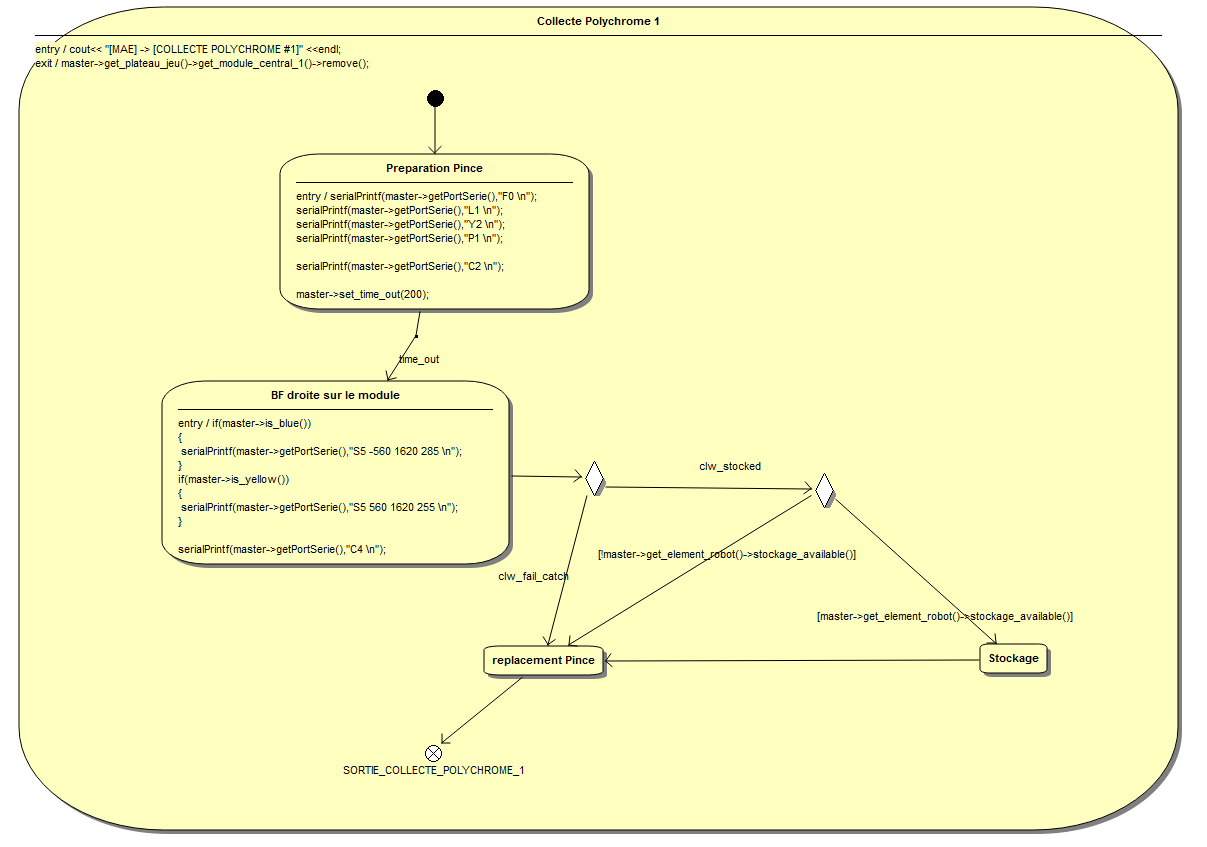 Collecte Polychrome 1
entry / cout<< "[MAE] -> [COLLECTE POLYCHROME #1]" <<endl;
exit / master->get_plateau_jeu()->get_module_central_1()->remove();
Preparation Pince
entry / serialPrintf(master->getPortSerie(),"F0 \n");
serialPrintf(master->getPortSerie(),"L1 \n");
serialPrintf(master->getPortSerie(),"Y2 \n");
serialPrintf(master->getPortSerie(),"P1 \n");
serialPrintf(master->getPortSerie(),"C2 \n");
master->set_time_out(200);
time_out
BF droite sur le module
entry / if(master->is_blue())
{
serialPrintf(master->getPortSerie(),"S5 -560 1620 285 \n");
}
if(master->is_yellow())
{
serialPrintf(master->getPortSerie(),"S5 560 1620 255 \n");
}
serialPrintf(master->getPortSerie(),"C4 \n");
clw_stocked
[!master->get_element_robot()->stockage_available()]
clw_fail_catch
[master->get_element_robot()->stockage_available()]
replacement Pince
Stockage
SORTIE_COLLECTE_POLYCHROME_1